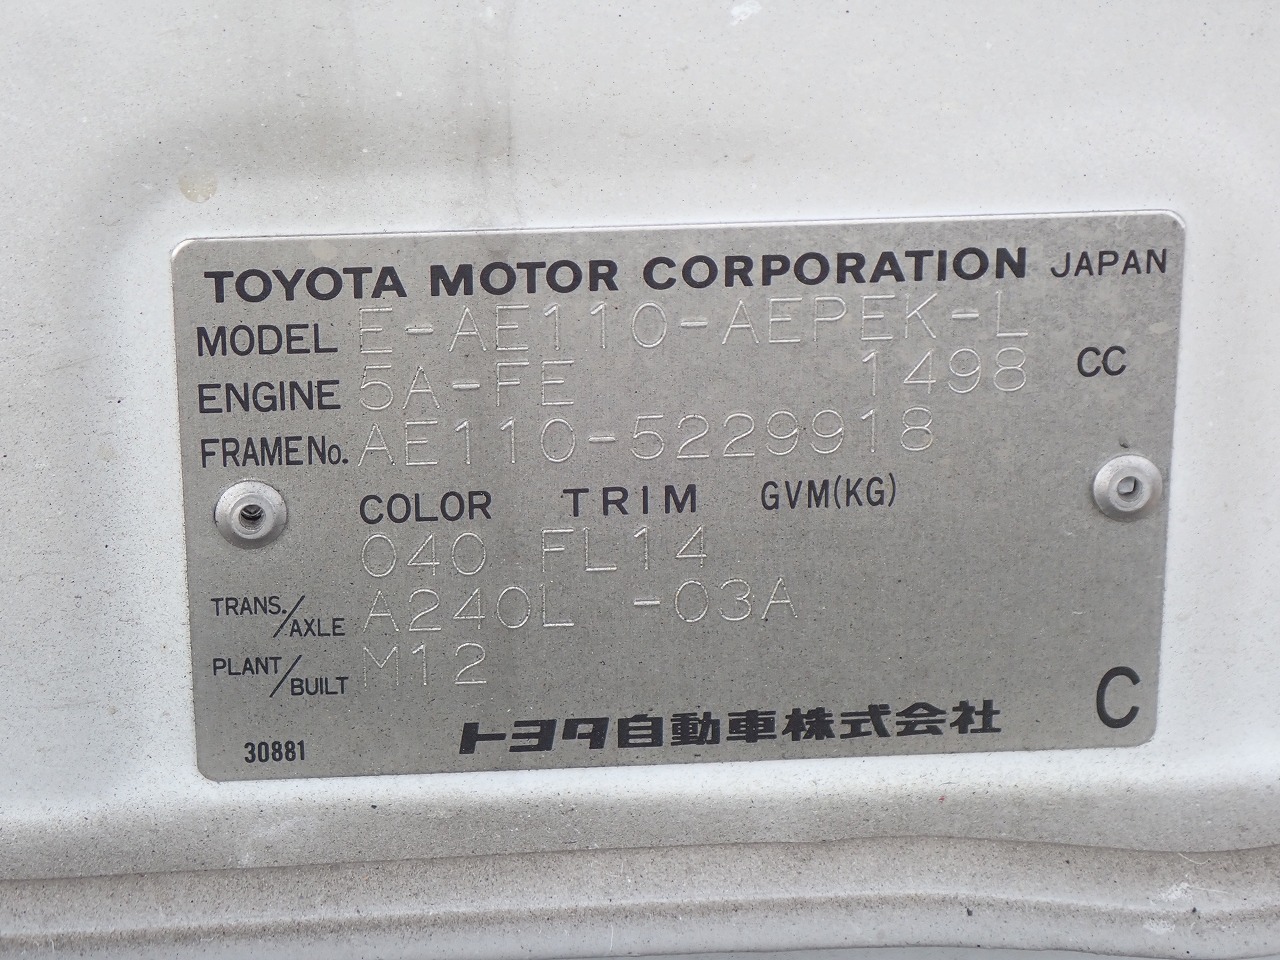 TOYOTA MOTOR CORPORATION JAPAN
MODEL E-AE110-AEPEK-L
ENGINE 5A-FE 1498 CC
FRAME No. AE110-5229918
COLOR TRIM GVM(KG)
040 FL14
TRANS./AXLE A240L -03A
PLANT/BUILT M12
C
30881 トヨタ自動車株式会社